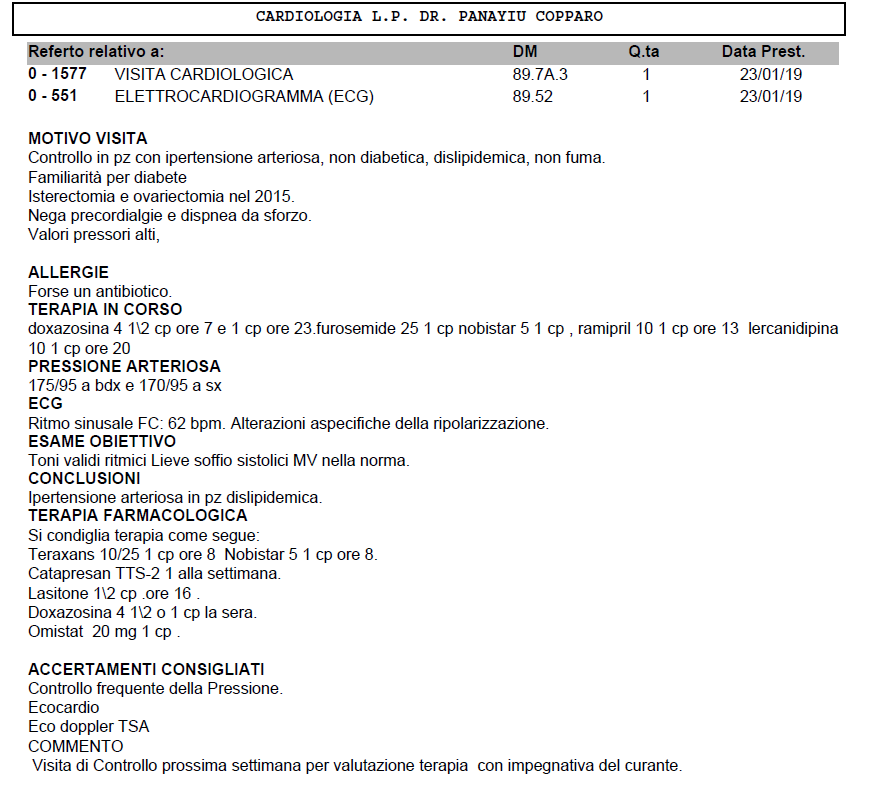 CARDIOLOGIA L.P. DR. PANAYIU COPPARO
Referto relativo a: DM Q.ta Data Prest.
0 - 1577 VISITA CARDIOLOGICA 89.7A.3 1 23/01/19
0 - 551 ELETTROCARDIOGRAMMA (ECG) 89.52 1 23/01/19
MOTIVO VISITA
Controllo in pz con ipertensione arteriosa, non diabetica, dislipidemica, non fuma.
Familiarità per diabete
Isterectomia e ovariectomia nel 2015.
Nega precordialgie e dispnea da sforzo.
Valori pressori alti,
ALLERGIE
Forse un antibiotico.
TERAPIA IN CORSO
doxazosina 4 1\2 cp ore 7 e 1 cp ore 23.furosemide 25 1 cp nobistar 5 1 cp , ramipril 10 1 cp ore 13 lercanidipina
10 1 cp ore 20
PRESSIONE ARTERIOSA
175/95 a bdx e 170/95 a sx
ECG
Ritmo sinusale FC: 62 bpm. Alterazioni aspecifiche della ripolarizzazione.
ESAME OBIETTIVO
Toni validi ritmici Lieve soffio sistolici MV nella norma.
CONCLUSIONI
Ipertensione arteriosa in pz dislipidemica.
TERAPIA FARMACOLOGICA
Si condiglia terapia come segue:
Teraxans 10/25 1 cp ore 8 Nobistar 5 1 cp ore 8.
Catapresan TTS-2 1 alla settimana.
Lasitone 1\2 cp .ore 16 .
Doxazosina 4 1\2 o 1 cp la sera.
Omistat 20 mg 1 cp .
ACCERTAMENTI CONSIGLIATI
Controllo frequente della Pressione.
Ecocardio
Eco doppler TSA
COMMENTO
Visita di Controllo prossima settimana per valutazione terapia con impegnativa del curante.